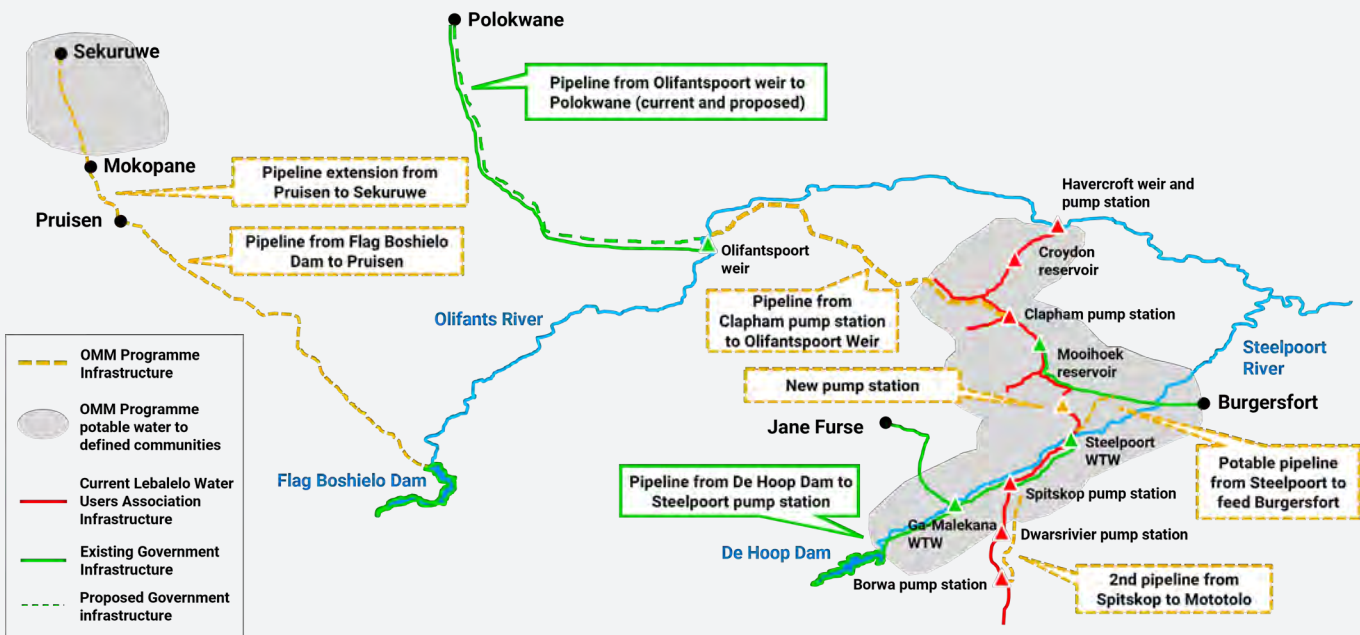 Polokwane
Sekuruwe
Pipeline from Olifantspoort weir to
Polokwane (current and proposed)
Mokopane
Pipeline extension from
Pruisen to Sekuruwe
Pruisen
Pipeline from Flag Boshielo
Dam to Pruisen
Havercroft weir and
pump station
Olifantspoort
weir
Croydon
reservoir
Pipeline from
Clapham pump station
to Olifantspoort Weir
Clapham pump station
Olifants River
Mooihoek
reservoir
Steelpoort
River
New pump station
Burgersfort
Jane Furse
Steelpoort
WTW
Potable pipeline
from Steelpoort to
feed Burgersfort
Flag Boshielo Dam
Pipeline from De Hoop Dam to
Steelpoort pump station
Spitskop pump station
Ga-Malekana
WTW
Dwarsrivier pump station
De Hoop Dam
Borwa pump station
2nd pipeline from
Spitskop to Mototolo
OMM Programme
Infrastructure
OMM Programme
potable water to
defined communities
Current Lebalelo Water
Users Association
Infrastructure
Existing Government
Infrastructure
Proposed Government
infrastructure